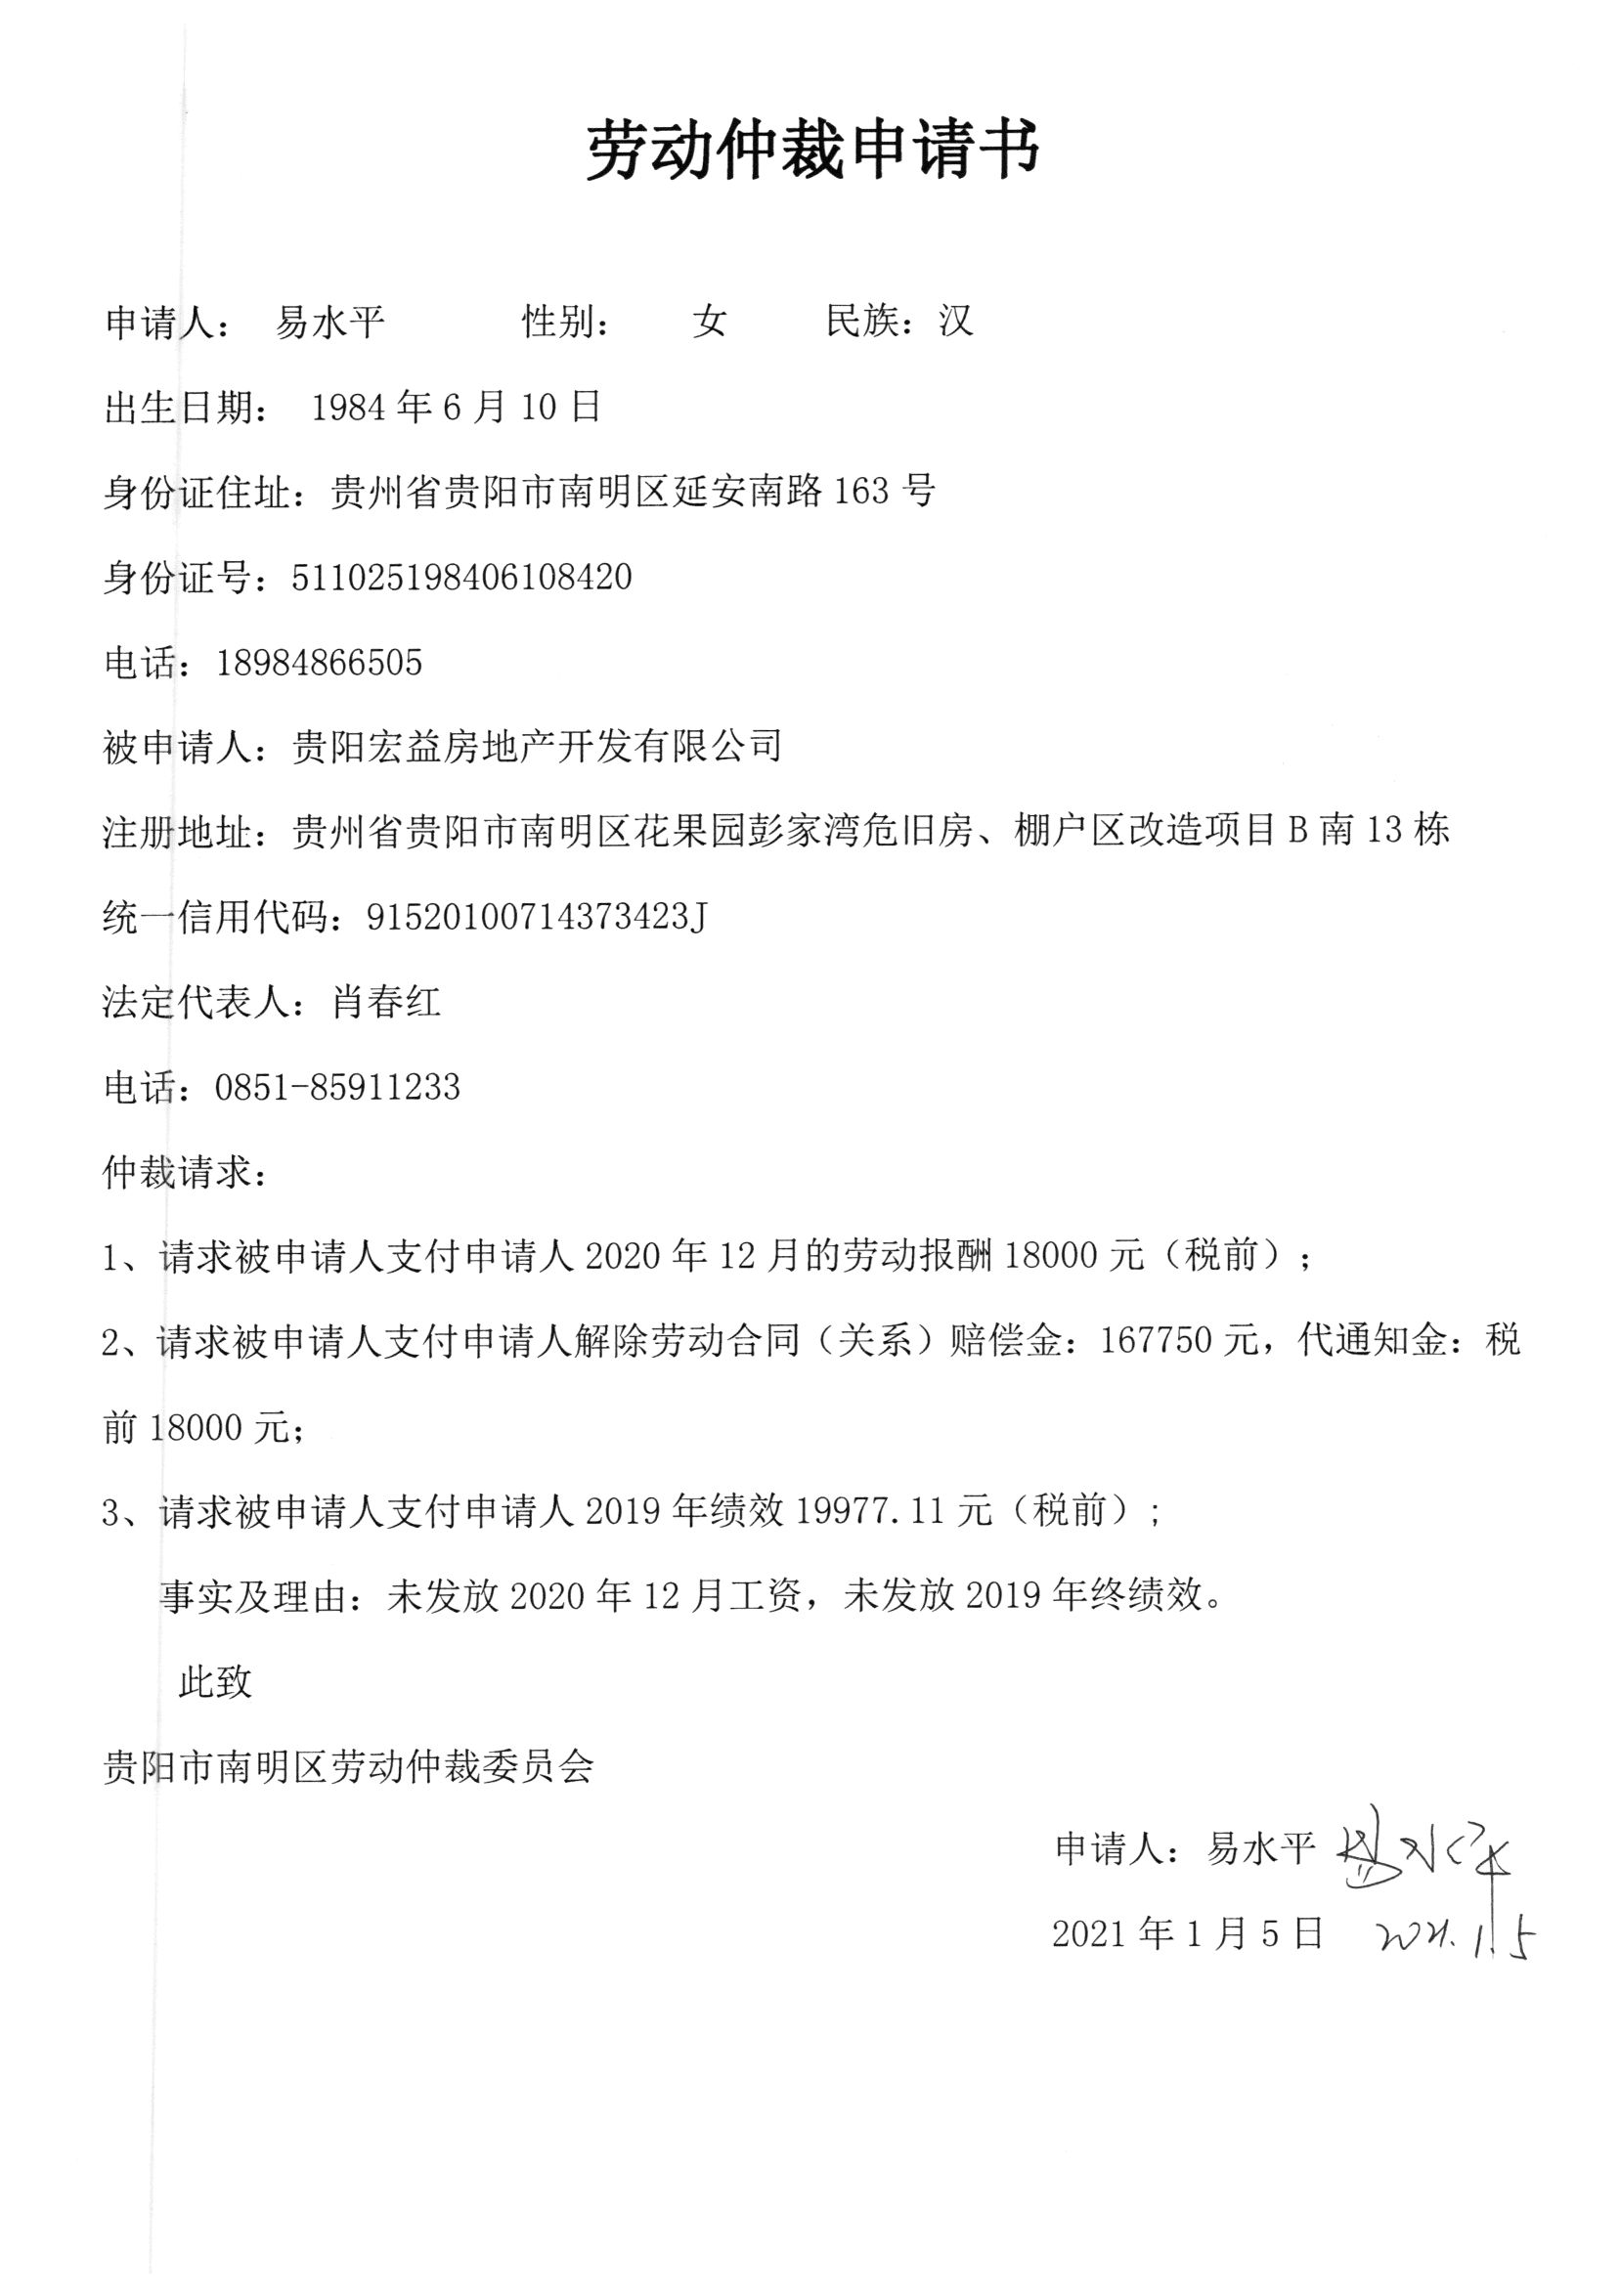 劳动仲裁申请书
申请人： 易水平 性别： 女 民族：汉
出生日期： 1984 年 6 月 10 日
身份证住址：贵州省贵阳市南明区延安南路 163 号
身份证号：511025198406108420
电话：18984866505
被申请人：贵阳宏益房地产开发有限公司
注册地址：贵州省贵阳市南明区花果园彭家湾危旧房、棚户区改造项目 B 南 13 栋
统一信用代码：91520100714373423J
法定代表人：肖春红
电话：0851-85911233
仲裁请求：
1、请求被申请人支付申请人 2020 年 12 月的劳动报酬 18000 元（税前）；
2、请求被申请人支付申请人解除劳动合同（关系）赔偿金：167750 元，代通知金：税
前 18000 元；
3、请求被申请人支付申请人 2019 年绩效 19977.11 元（税前）;
事实及理由：未发放 2020 年 12 月工资，未发放 2019 年终绩效。
此致
贵阳市南明区劳动仲裁委员会
申请人：易水平 易水平
2021 年 1 月 5 日 2021.1.5